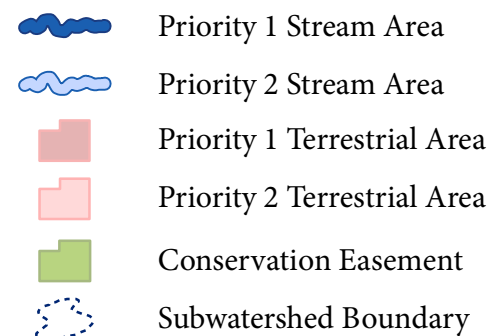 Priority 1 Stream Area
Priority 2 Stream Area
Priority 1 Terrestrial Area
Priority 2 Terrestrial Area
Conservation Easement
Subwatershed Boundary